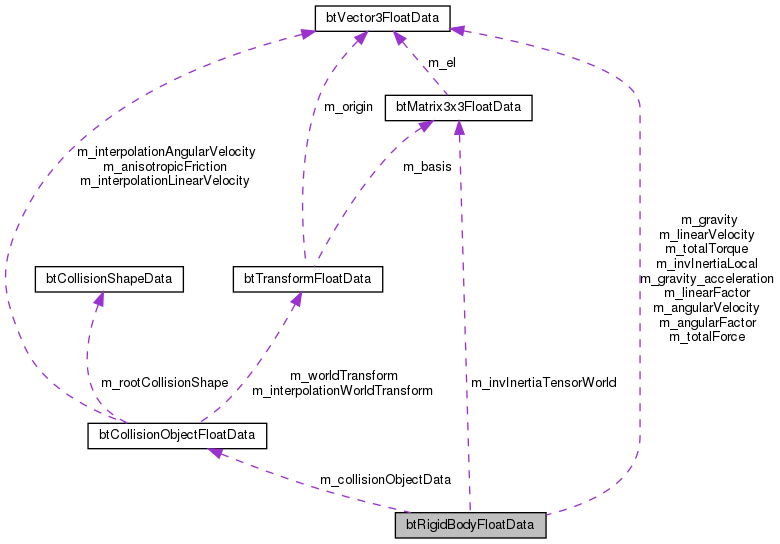 btVector3FloatData
m_el
btMatrix3x3FloatData
m_origin
m_interpolationAngularVelocity
m_anisotropicFriction
m_interpolationLinearVelocity
m_basis
m_gravity
m_linearVelocity
m_totalTorque
m_invInertiaLocal
m_gravity_acceleration
m_linearFactor
m_angularVelocity
m_angularFactor
m_totalForce
btCollisionShapeData
btTransformFloatData
m_rootCollisionShape
m_worldTransform
m_interpolationWorldTransform
m_invInertiaTensorWorld
btCollisionObjectFloatData
m_collisionObjectData
btRigidBodyFloatData